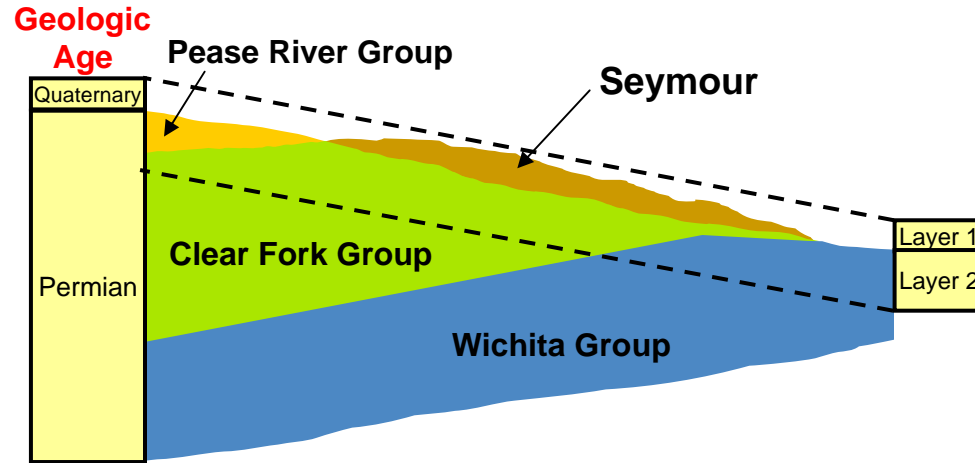 Geologic
Age
Pease River Group
Seymour
Quaternary
Layer 1
Clear Fork Group
Layer 2
Permian
Wichita Group